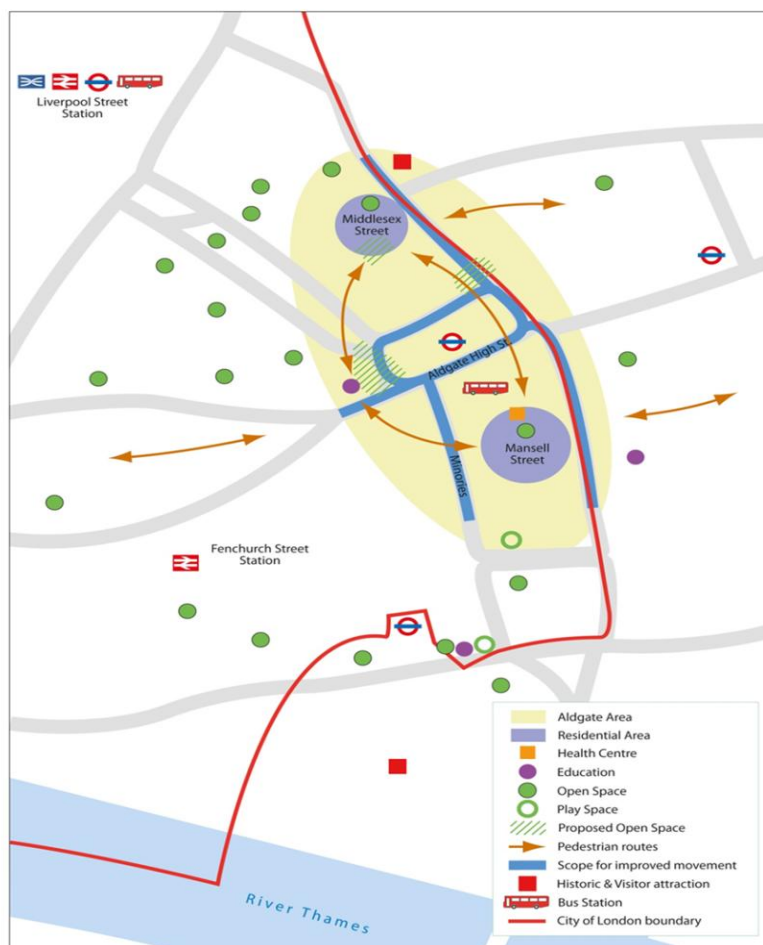 Liverpool Street
Station
Middlesex
Street
Aldgate High St.
Mansell
Street
Minories
Fenchurch Street
Station
River Thames
Aldgate Area
Residential Area
Health Centre
Education
Open Space
Play Space
Proposed Open Space
Pedestrian routes
Scope for improved movement
Historic & Visitor attraction
Bus Station
City of London boundary